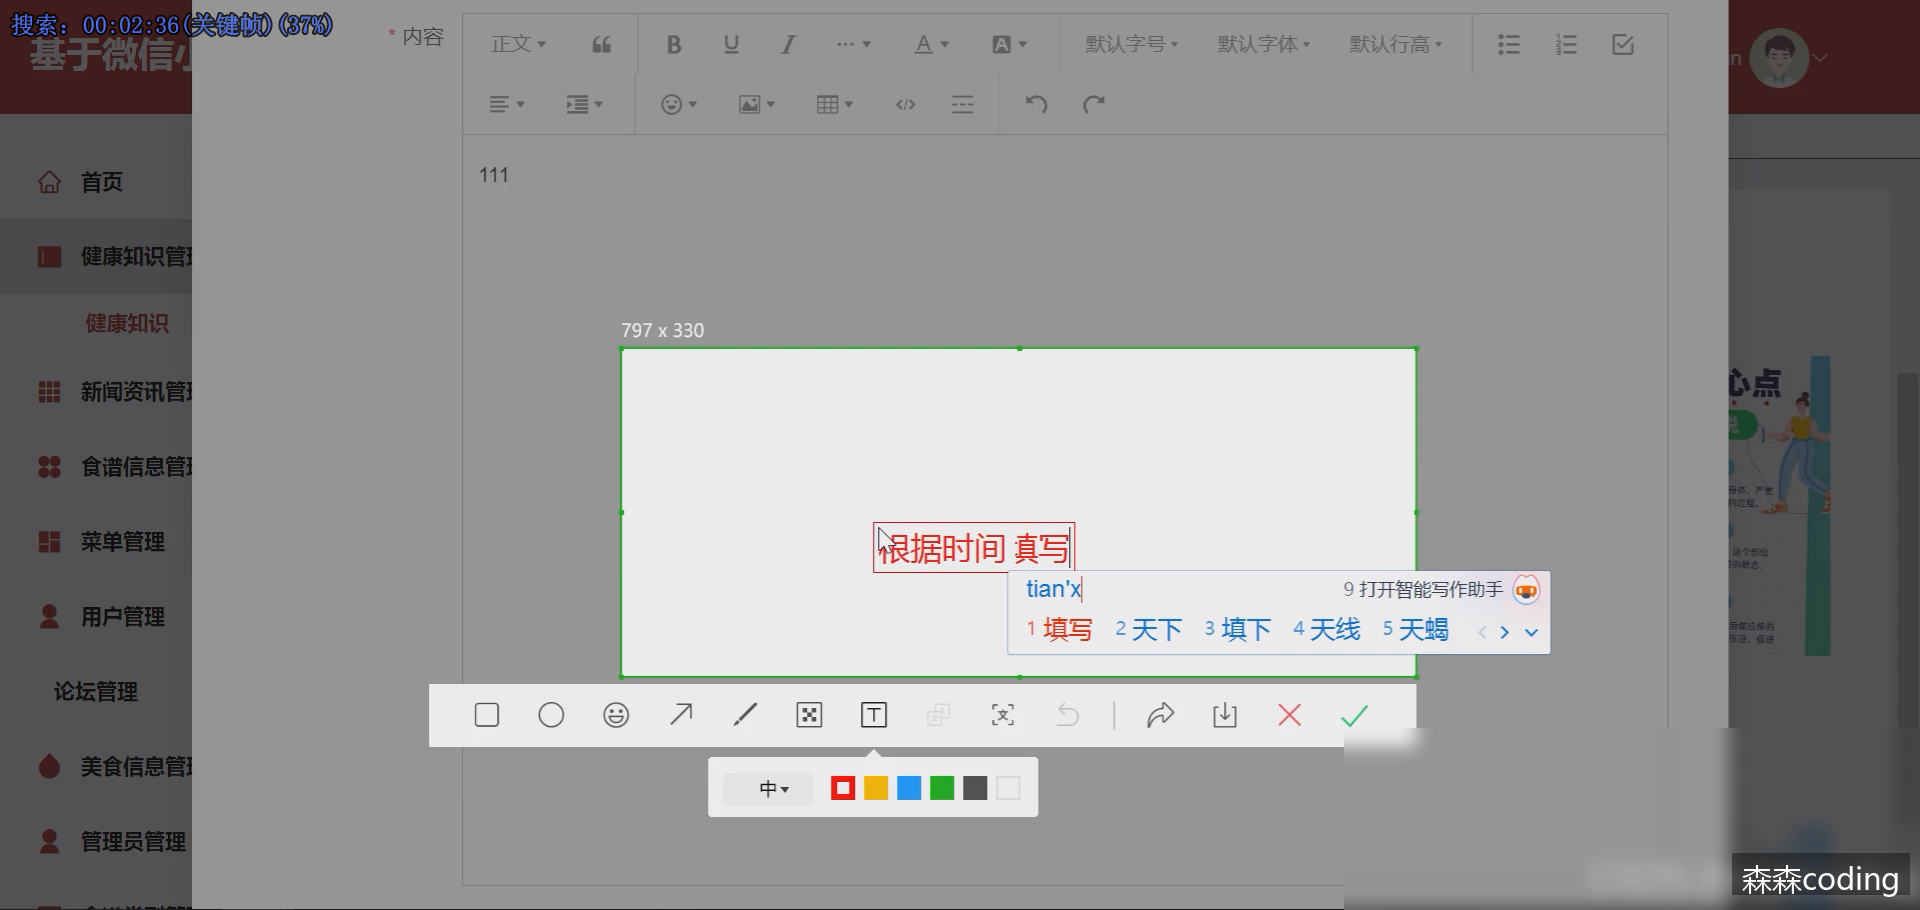 搜索: 00:02:36(关键帧)(37%)
基于微信小
in
* 内容
正文
B U I ··· A A
默认字号 默认字体 默认行高
111
首页
健康知识管理
健康知识
新闻资讯管理
食谱信息管理
菜单管理
用户管理
论坛管理
美食信息管理
管理员管理
797 x 330
根据时间 填写
tian'x
9 打开智能写作助手
1 填写 2 天下 3 填下 4 天线 5 天蝎
T
中
心点
森森coding